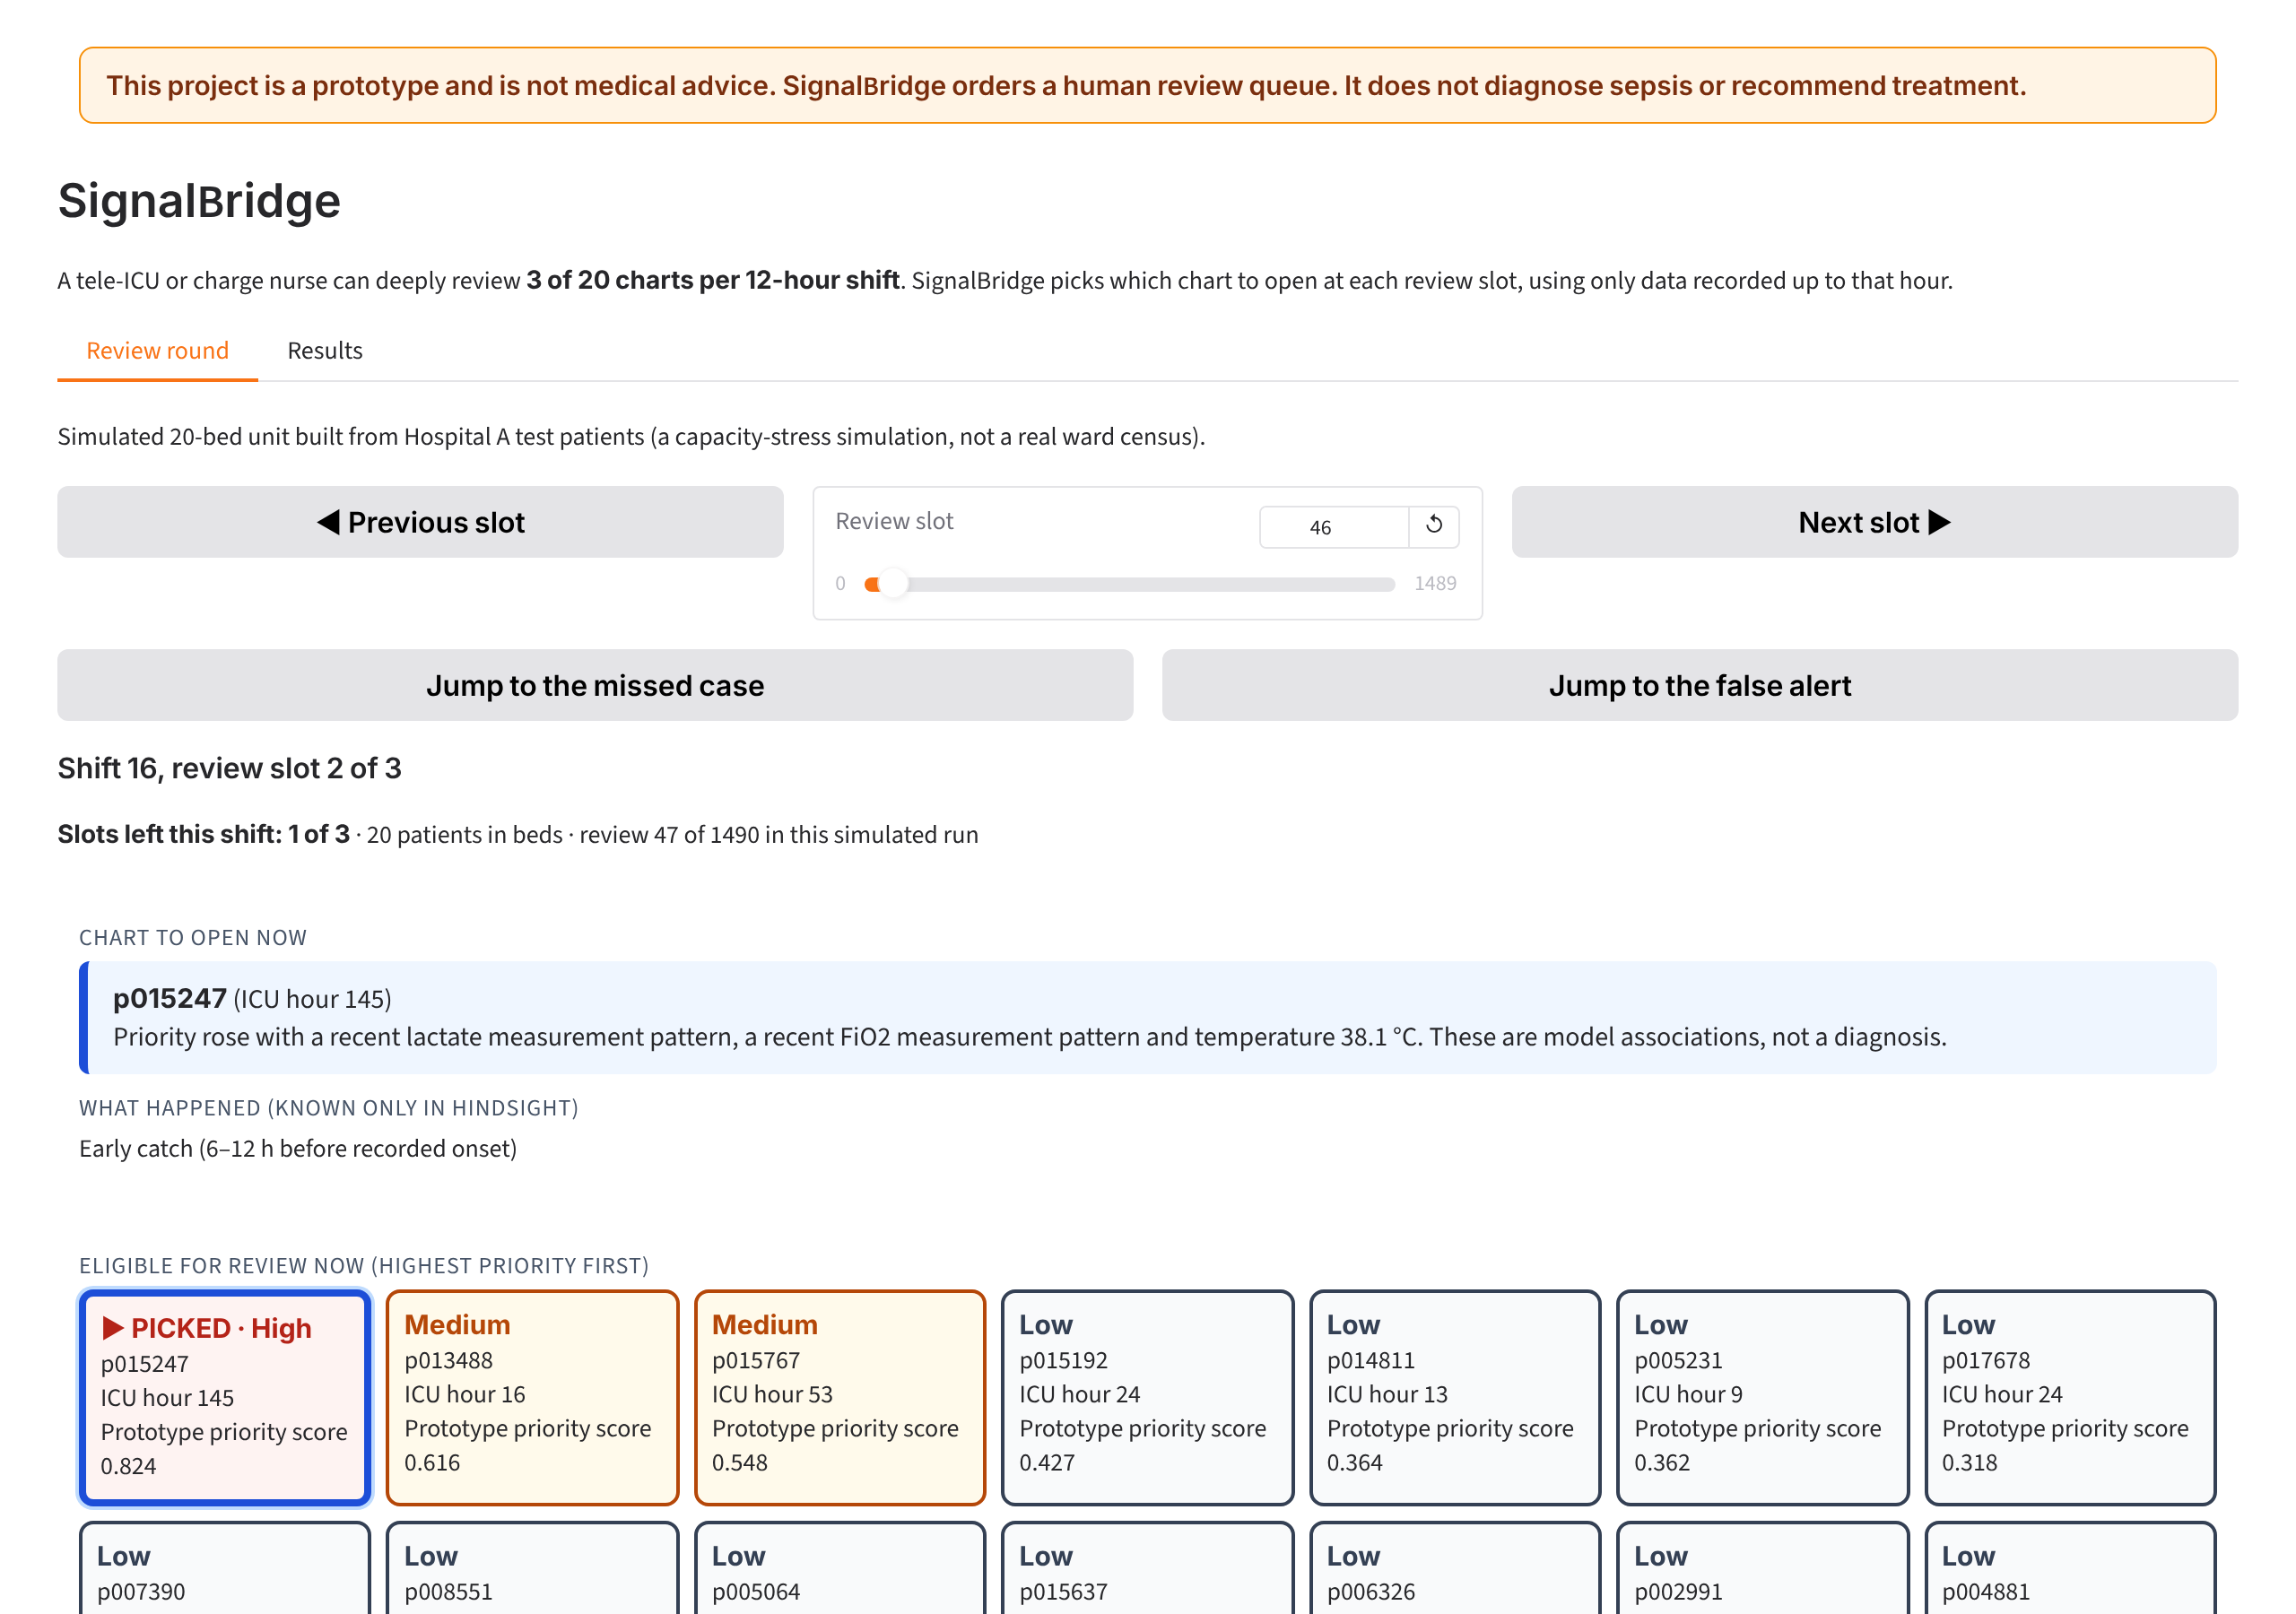 This project is a prototype and is not medical advice. SignalBridge orders a human review queue. It does not diagnose sepsis or recommend treatment.
SignalBridge
A tele-ICU or charge nurse can deeply review 3 of 20 charts per 12-hour shift. SignalBridge picks which chart to open at each review slot, using only data recorded up to that hour.
Review round
Results
Simulated 20-bed unit built from Hospital A test patients (a capacity-stress simulation, not a real ward census).
◀ Previous slot
Review slot
46
0
1489
Next slot ▶
Jump to the missed case
Jump to the false alert
Shift 16, review slot 2 of 3
Slots left this shift: 1 of 3 · 20 patients in beds · review 47 of 1490 in this simulated run
CHART TO OPEN NOW
p015247 (ICU hour 145)
Priority rose with a recent lactate measurement pattern, a recent FiO2 measurement pattern and temperature 38.1 °C. These are model associations, not a diagnosis.
WHAT HAPPENED (KNOWN ONLY IN HINDSIGHT)
Early catch (6–12 h before recorded onset)
ELIGIBLE FOR REVIEW NOW (HIGHEST PRIORITY FIRST)
▶ PICKED · High
p015247
ICU hour 145
Prototype priority score
0.824
Medium
p013488
ICU hour 16
Prototype priority score
0.616
Medium
p015767
ICU hour 53
Prototype priority score
0.548
Low
p015192
ICU hour 24
Prototype priority score
0.427
Low
p014811
ICU hour 13
Prototype priority score
0.364
Low
p005231
ICU hour 9
Prototype priority score
0.362
Low
p017678
ICU hour 24
Prototype priority score
0.318
Low
p007390
Low
p008551
Low
p005064
Low
p015637
Low
p006326
Low
p002991
Low
p004881